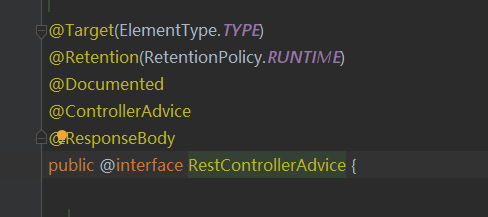 @Target(ElementType.TYPE)
@Retention(RetentionPolicy.RUNTIME)
@Documented
@ControllerAdvice
@ResponseBody
public @interface RestControllerAdvice {